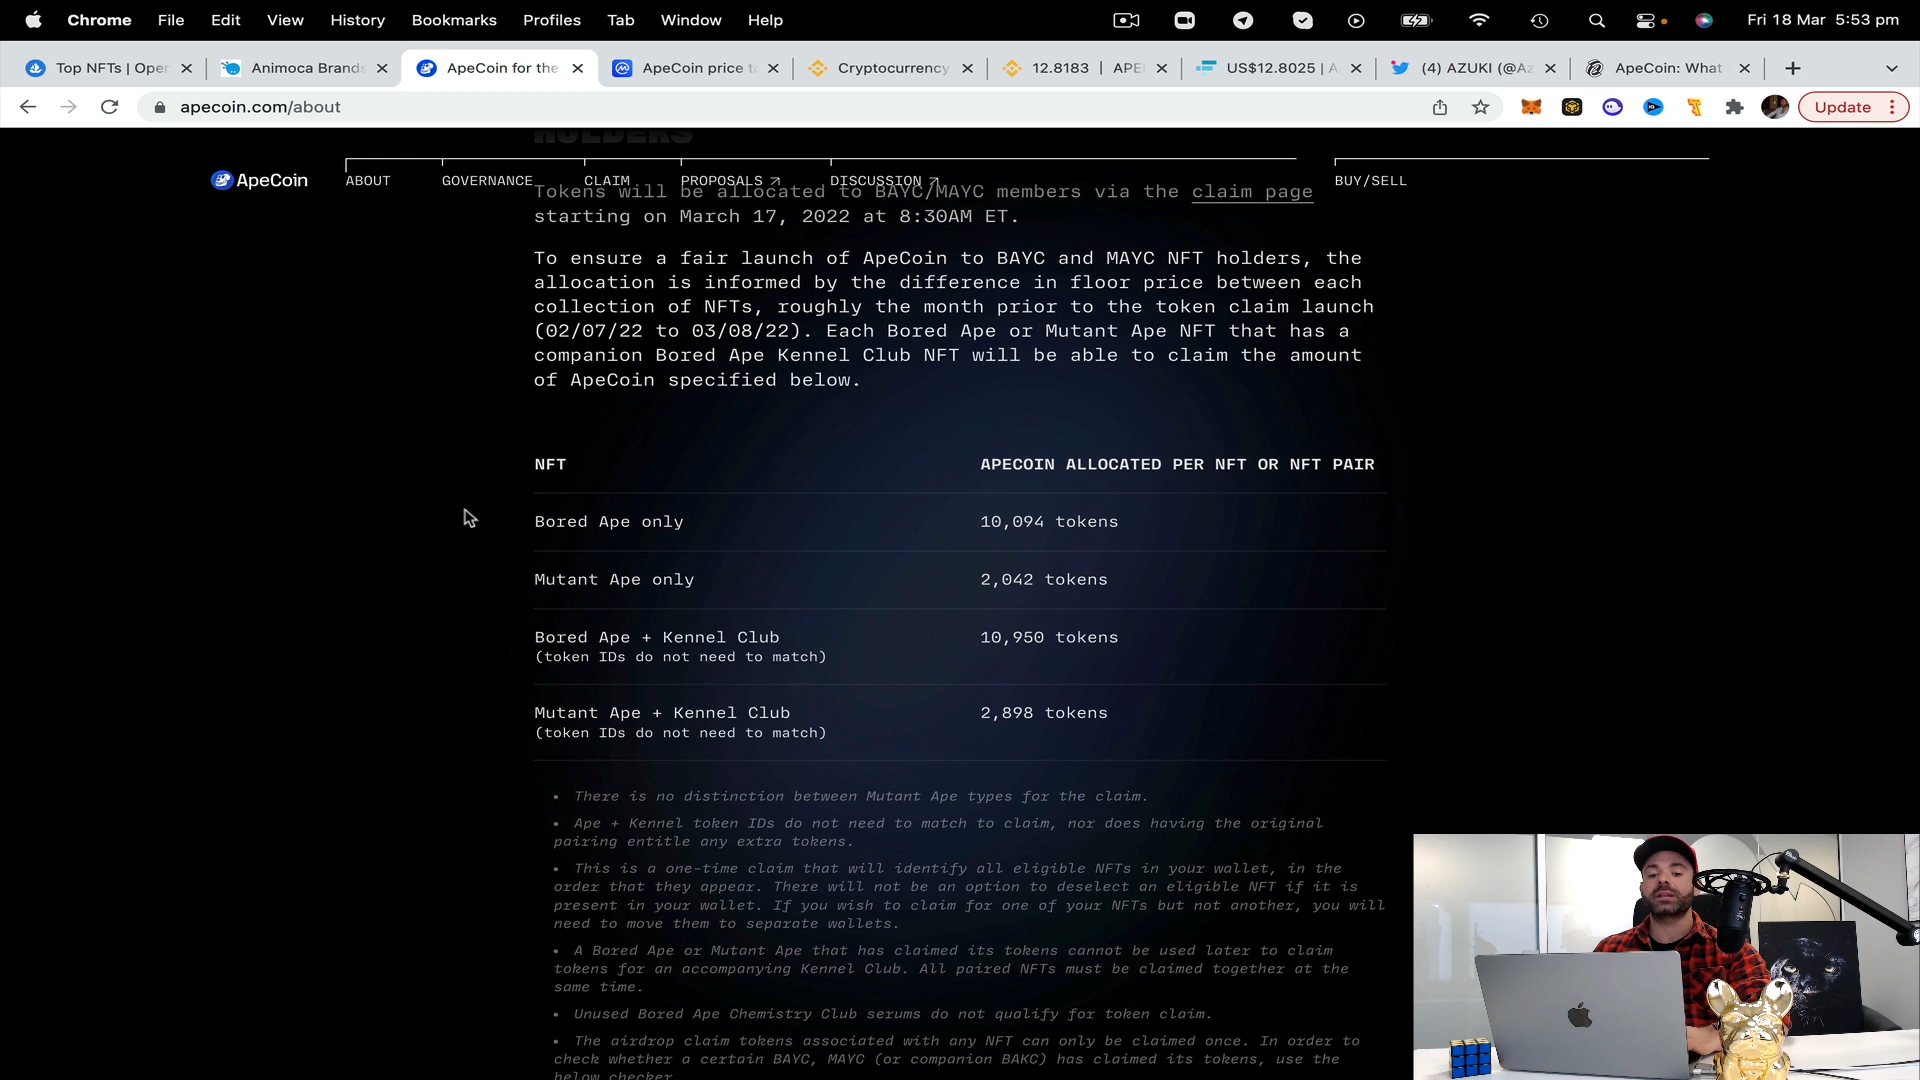 Chrome File Edit View History Bookmarks Profiles Tab Window Help Fri 18 Mar 5:53 pm
Top NFTs | Oper Animoca Brands ApeCoin for the ApeCoin price to Cryptocurrency 12.8183 | APE US$12.8025 | A (4) AZUKI (@Az ApeCoin: What
apecoin.com/about Update
HOLDERS
ApeCoin ABOUT GOVERNANCE CLAIM PROPOSALS DISCUSSION BUY/SELL
Tokens will be allocated to BAYC/MAYC members via the claim page
starting on March 17, 2022 at 8:30AM ET.
To ensure a fair launch of ApeCoin to BAYC and MAYC NFT holders, the
allocation is informed by the difference in floor price between each
collection of NFTs, roughly the month prior to the token claim launch
(02/07/22 to 03/08/22). Each Bored Ape or Mutant Ape NFT that has a
companion Bored Ape Kennel Club NFT will be able to claim the amount
of ApeCoin specified below.
NFT APECOIN ALLOCATED PER NFT OR NFT PAIR
Bored Ape only 10,094 tokens
Mutant Ape only 2,042 tokens
Bored Ape + Kennel Club 10,950 tokens
(token IDs do not need to match)
Mutant Ape + Kennel Club 2,898 tokens
(token IDs do not need to match)
• There is no distinction between Mutant Ape types for the claim.
• Ape + Kennel token IDs do not need to match to claim, nor does having the original
pairing entitle any extra tokens.
• This is a one-time claim that will identify all eligible NFTs in your wallet, in the
order that they appear. There will not be an option to deselect an eligible NFT if it is
present in your wallet. If you wish to claim for one of your NFTs but not another, you will
need to move them to separate wallets.
• A Bored Ape or Mutant Ape that has claimed its tokens cannot be used later to claim
tokens for an accompanying Kennel Club. All paired NFTs must be claimed together at the
same time.
• Unused Bored Ape Chemistry Club serums do not qualify for token claim.
• The airdrop claim tokens associated with any NFT can only be claimed once. In order to
check whether a certain BAYC, MAYC (or companion BAKC) has claimed its tokens, use the
below checker.